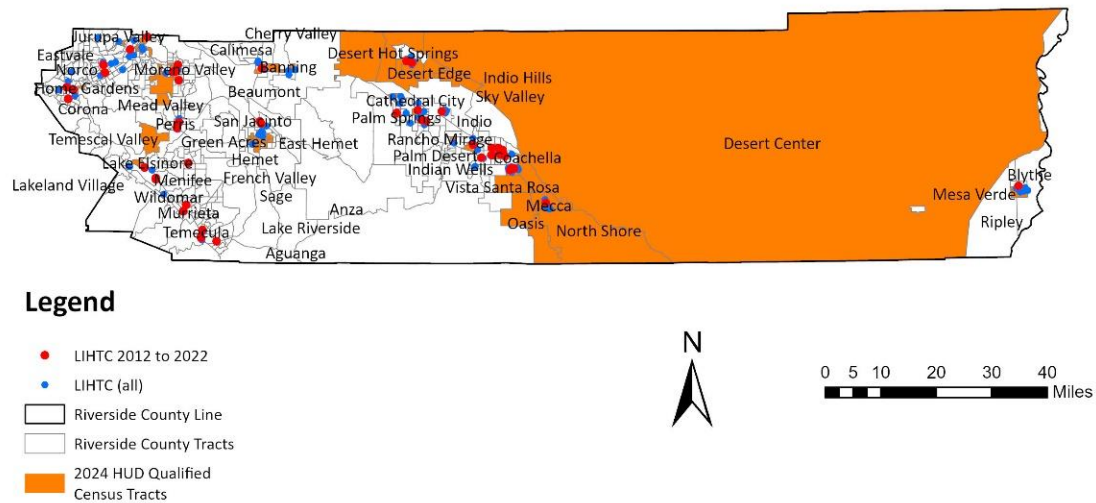 Cherry Valley
Jurupa Valley
Calimesa
Desert Hot Springs
Eastvale
Banning
Norco
Moreno Valley
Desert Edge
Indio Hills
Home Gardens
Beaumont
Sky Valley
Corona
Mead Valley
Cathedral City
Perris
San Jacinto
Palm Springs
Indio
Temescal Valley
Green Acres
East Hemet
Rancho Mirage
Desert Center
Lake Elsinore
Hemet
Palm Desert
Coachella
Lakeland Village
Menifee
French Valley
Indian Wells
Blythe
Wildomar
Sage
Vista Santa Rosa
Mesa Verde
Murrieta
Anza
Mecca
Temecula
Lake Riverside
Oasis
North Shore
Ripley
Aguanga
Legend
LIHTC 2012 to 2022
LIHTC (all)
Riverside County Line
Riverside County Tracts
2024 HUD Qualified
Census Tracts
N
0 5 10 20 30 40
Miles